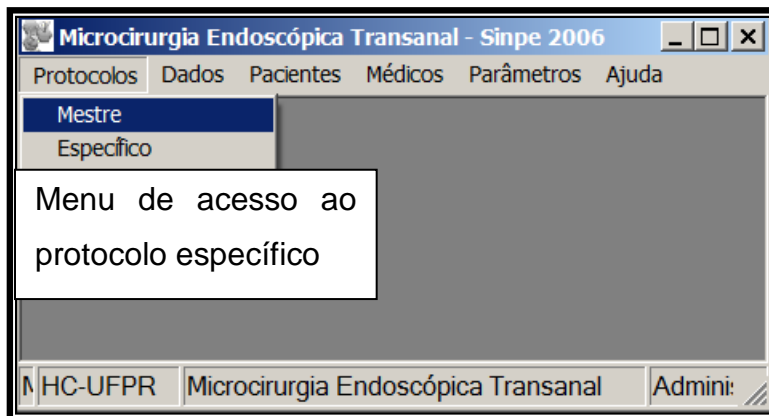 Microcirurgia Endoscópica Transanal - Sinpe 2006
Protocolos Dados Pacientes Médicos Parâmetros Ajuda
Mestre
Específico
Menu de acesso ao
protocolo específico
HC-UFPR Microcirurgia Endoscópica Transanal Adminis